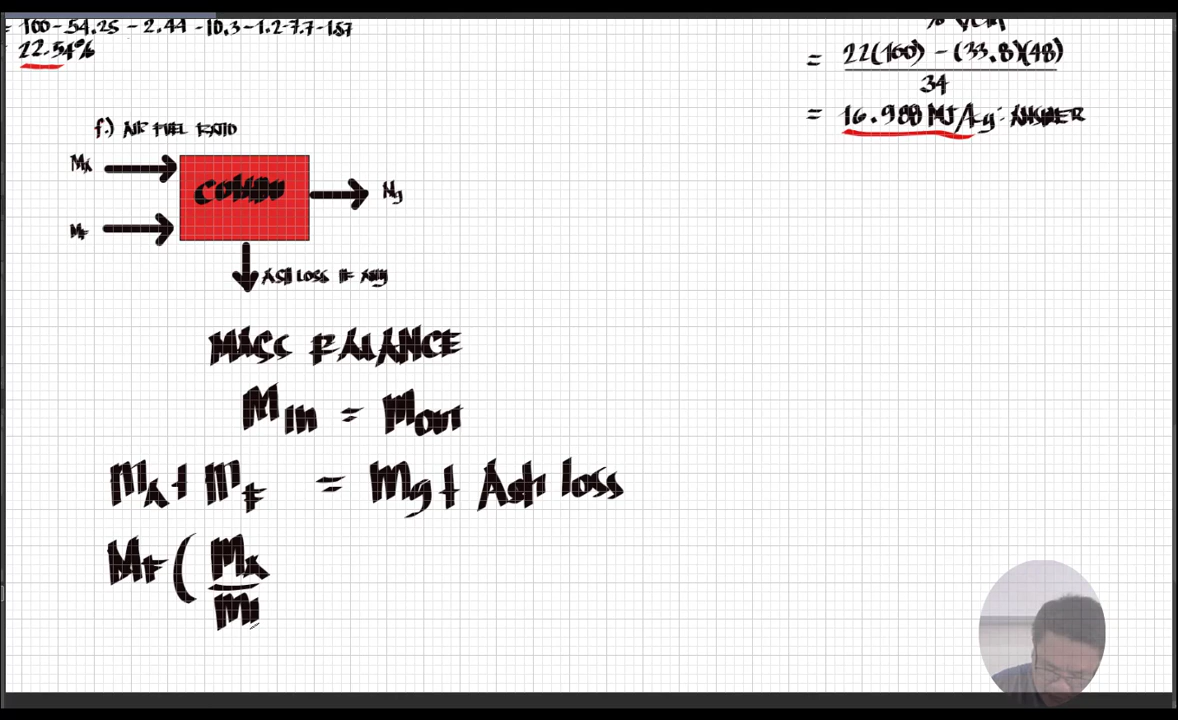 = 100 - 54.25 - 2.44 - 10.3 - 1.2 - 7.7 - 1.57
22.54%
= 22(100) - (33.8)(48)
34
= 16.988 MJ/kg : ANSWER
f.) AIR FUEL RATIO
MA
COMBU
Mg
MF
ASH LOSS IF ANY
MASS BALANCE
Min = Mout
MA + MF = Mg + Ash loss
MF ( MA
M